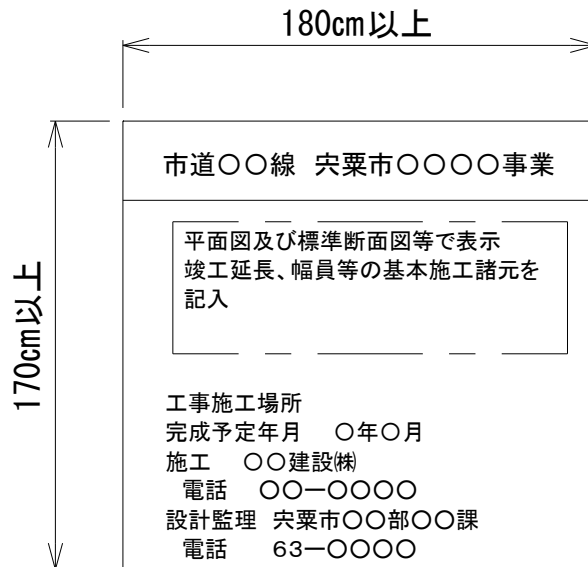 180cm以上
市道○○線 宍粟市○○○○事業
170cm以上
平面図及び標準断面図等で表示
竣工延長、幅員等の基本施工諸元を
記入
工事施工場所
完成予定年月 ○年○月
施工 ○○建設㈱
電話 ○○ー○○○○
設計監理 宍粟市○○部○○課
電話 63ー○○○○